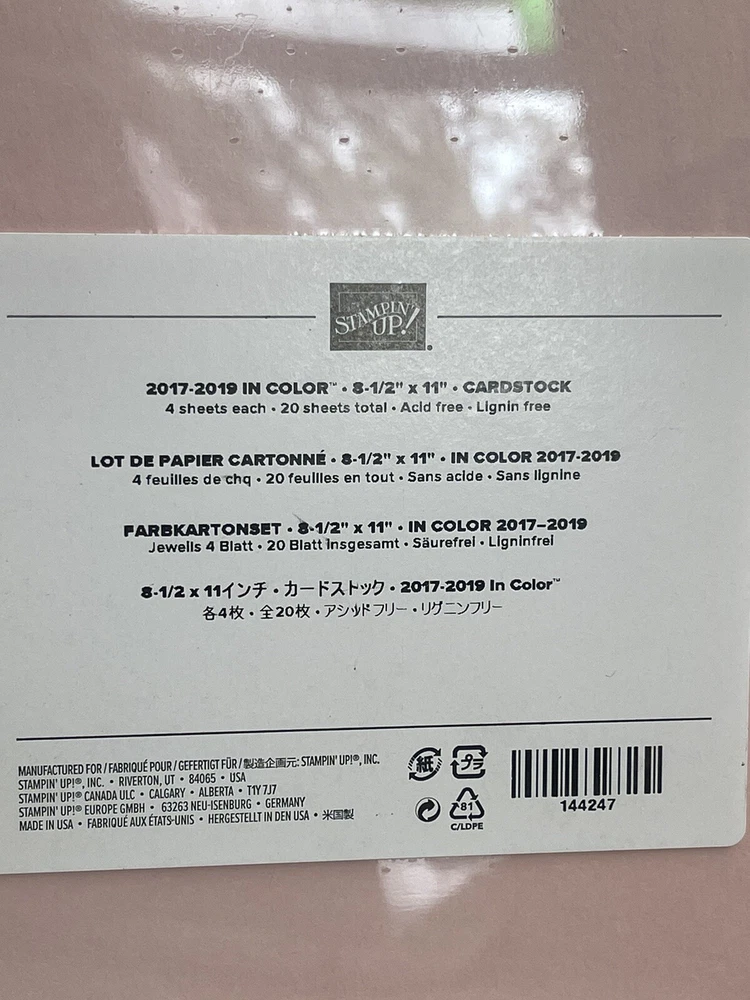 STAMPIN' UP!
2017-2019 IN COLOR™ • 8-1/2" x 11" • CARDSTOCK
4 sheets each • 20 sheets total • Acid free • Lignin free
LOT DE PAPIER CARTONNÉ • 8-1/2" x 11" • IN COLOR 2017-2019
4 feuilles de chq • 20 feuilles en tout • Sans acide • Sans lignine
FARBKARTONSET • 8-1/2" x 11" • IN COLOR 2017–2019
Jeweils 4 Blatt • 20 Blatt insgesamt • Säurefrei • Ligninfrei
8-1/2 x 11インチ・カードストック・2017-2019 In Color™
各4枚・全20枚・アシッドフリー・リグニンフリー
MANUFACTURED FOR / FABRIQUÉ POUR / GEFERTIGT FÜR / 製造企画元: STAMPIN' UP!®, INC.
STAMPIN' UP!®, INC. • RIVERTON, UT • 84065 • USA
STAMPIN' UP!® CANADA ULC • CALGARY • ALBERTA • T1Y 7J7
STAMPIN' UP!® EUROPE GMBH • 63263 NEU-ISENBURG • GERMANY
MADE IN USA • FABRIQUÉ AUX ÉTATS-UNIS • HERGESTELLT IN DEN USA • 米国製
紙 プラ
81
C/LDPE
144247